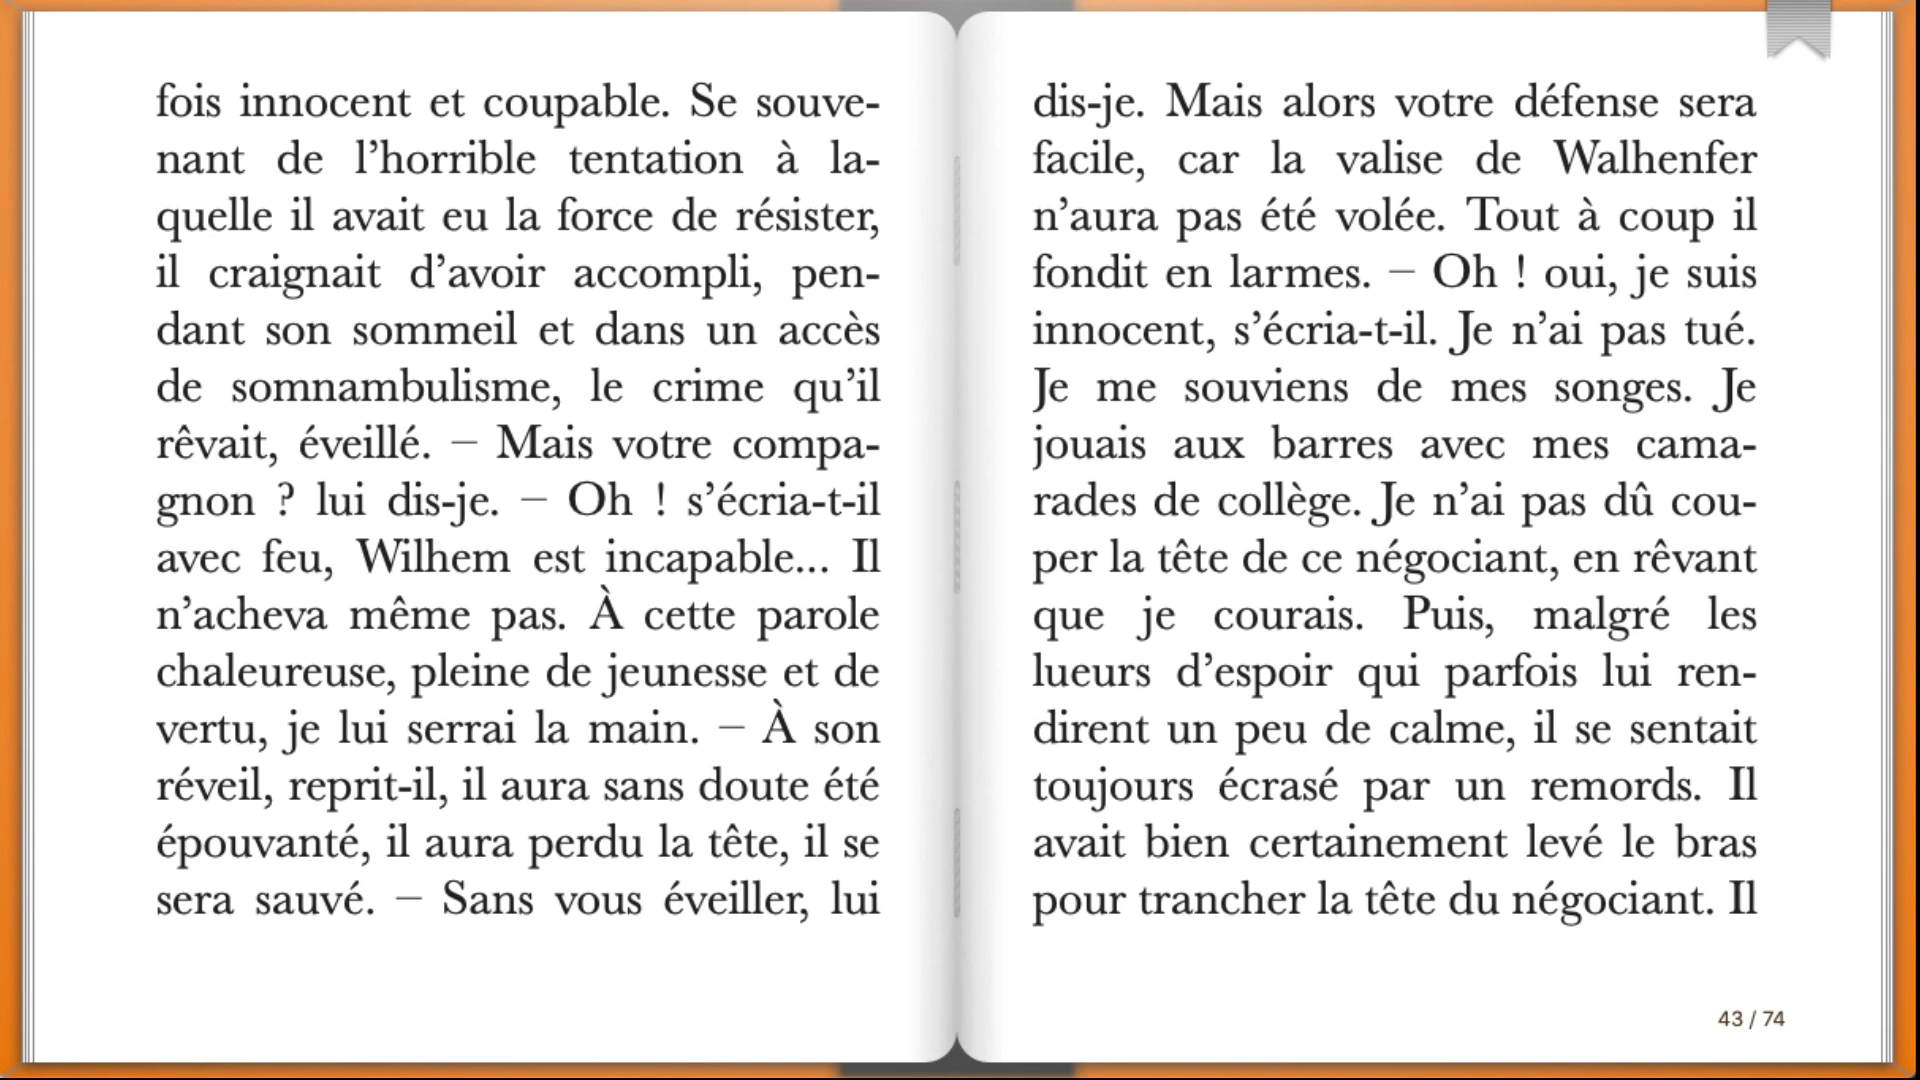 fois innocent et coupable. Se souve-
nant de l’horrible tentation à la-
quelle il avait eu la force de résister,
il craignait d’avoir accompli, pen-
dant son sommeil et dans un accès
de somnambulisme, le crime qu’il
rêvait, éveillé. – Mais votre compa-
gnon ? lui dis-je. – Oh ! s’écria-t-il
avec feu, Wilhem est incapable... Il
n’acheva même pas. À cette parole
chaleureuse, pleine de jeunesse et de
vertu, je lui serrai la main. – À son
réveil, reprit-il, il aura sans doute été
épouvanté, il aura perdu la tête, il se
sera sauvé. – Sans vous éveiller, lui
dis-je. Mais alors votre défense sera
facile, car la valise de Walhenfer
n’aura pas été volée. Tout à coup il
fondit en larmes. – Oh ! oui, je suis
innocent, s’écria-t-il. Je n’ai pas tué.
Je me souviens de mes songes. Je
jouais aux barres avec mes cama-
rades de collège. Je n’ai pas dû cou-
per la tête de ce négociant, en rêvant
que je courais. Puis, malgré les
lueurs d’espoir qui parfois lui ren-
dirent un peu de calme, il se sentait
toujours écrasé par un remords. Il
avait bien certainement levé le bras
pour trancher la tête du négociant. Il
43 / 74